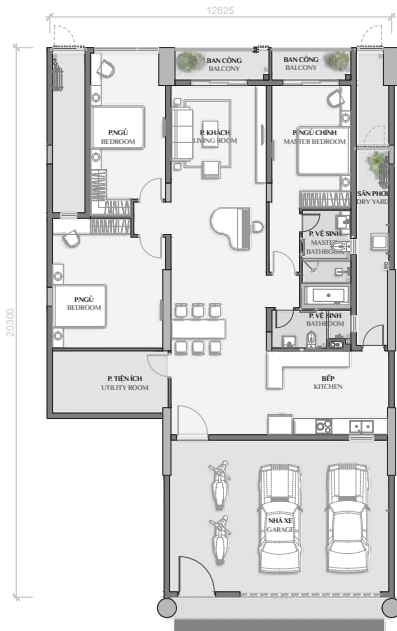 12625
BAN CÔNG
BALCONY
BAN CÔNG
BALCONY
P.NGỦ
BEDROOM
P. KHÁCH
LIVING ROOM
P.NGỦ CHÍNH
MASTER BEDROOM
SÂN PHƠI
DRY YARD
P. VỆ SINH
MASTER
BATHROOM
P.NGỦ
BEDROOM
P. VỆ SINH
BATHROOM
20300
P. TIỆN ÍCH
UTILITY ROOM
BẾP
KITCHEN
NHÀ XE
GARAGE